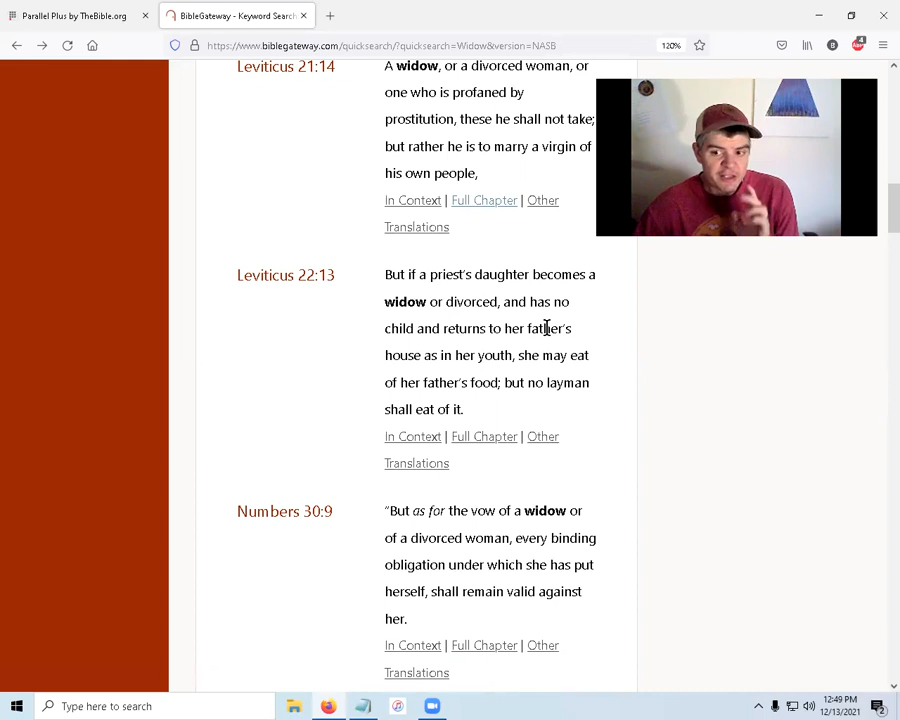 Parallel Plus by TheBible.org
BibleGateway - Keyword Search:
https://www.biblegateway.com/quicksearch/?quicksearch=Widow&version=NASB
120%
B
4
Leviticus 21:14
A widow, or a divorced woman, or
one who is profaned by
prostitution, these he shall not take;
but rather he is to marry a virgin of
his own people,
In Context | Full Chapter | Other
Translations
Leviticus 22:13
But if a priest's daughter becomes a
widow or divorced, and has no
child and returns to her father's
house as in her youth, she may eat
of her father's food; but no layman
shall eat of it.
In Context | Full Chapter | Other
Translations
Numbers 30:9
"But as for the vow of a widow or
of a divorced woman, every binding
obligation under which she has put
herself, shall remain valid against
her.
In Context | Full Chapter | Other
Translations
Type here to search
12:49 PM
12/13/2021
2